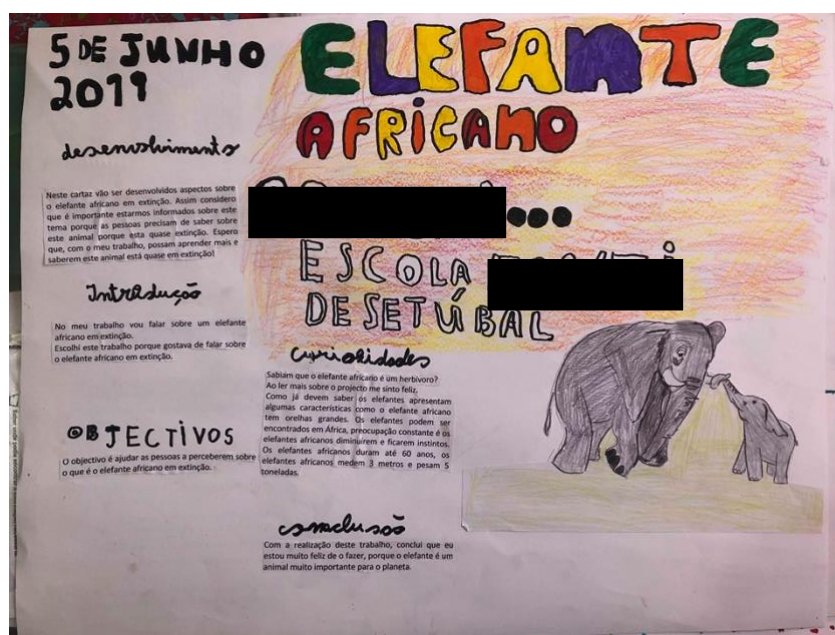 5 DE JUNHO
2019
ELEFANTE
AFRICANO
ESCOLA
DE SETÚBAL
desenvolvimento
Neste cartaz vão ser desenvolvidos aspectos sobre
o elefante africano em extinção. Assim considero
que é importante estarmos informados sobre este
tema porque as pessoas precisam de saber sobre
este animal porque esta quase extinção. Espero
que, com o meu trabalho, possam aprender mais e
saberem este animal está quase em extinção!
Introdução
No meu trabalho vou falar sobre um elefante
africano em extinção.
Escolhi este trabalho porque gostava de falar sobre
o elefante africano em extinção.
OBJECTIVOS
O objectivo é ajudar as pessoas a perceberem sobre
o que é o elefante africano em extinção.
curiosidades
Sabiam que o elefante africano é um herbívoro?
Ao ler mais sobre o projecto me sinto feliz.
Como já devem saber os elefantes apresentam
algumas características como o elefante africano
tem orelhas grandes. Os elefantes podem ser
encontrados em África, preocupação constante é os
elefantes africanos diminuirem e ficarem instintos.
Os elefantes africanos duram até 60 anos, os
elefantes africanos medem 3 metros e pesam 5
toneladas.
conclusão
Com a realização deste trabalho, conclui que eu
estou muito feliz de o fazer, porque o elefante é um
animal muito importante para o planeta.